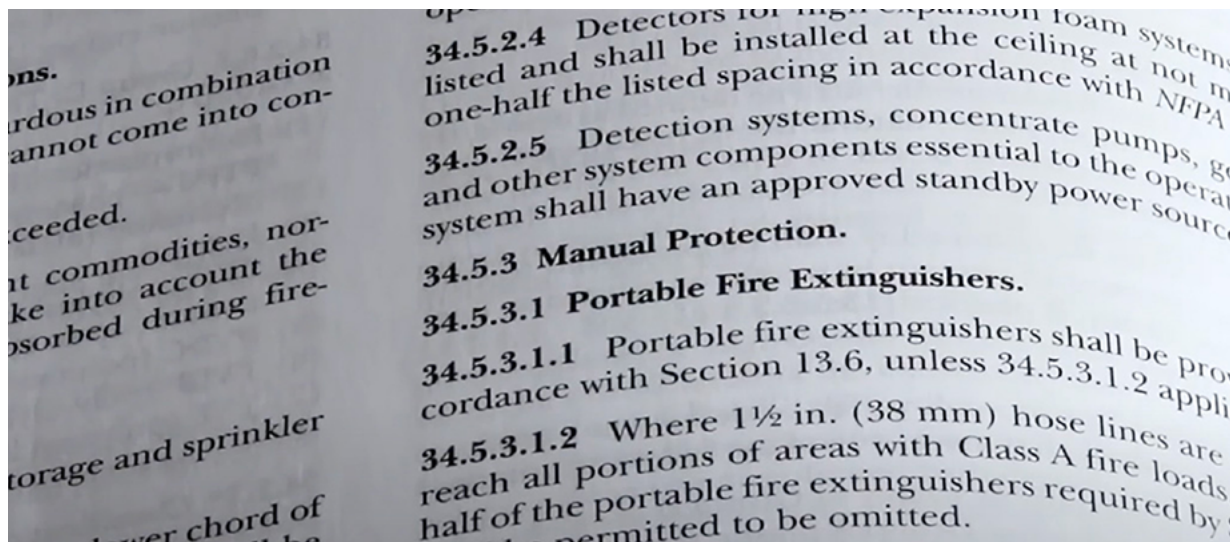 ons.
rdous in combination
annot come into con-
ceeded.
nt commodities, nor-
ke into account the
sorbed during fire-
torage and sprinkler
wer chord of
34.5.2.4 Detectors for high expansion foam systems
listed and shall be installed at the ceiling at not m
one-half the listed spacing in accordance with NFPA
34.5.2.5 Detection systems, concentrate pumps, ge
and other system components essential to the operat
system shall have an approved standby power source
34.5.3 Manual Protection.
34.5.3.1 Portable Fire Extinguishers.
34.5.3.1.1 Portable fire extinguishers shall be prov
cordance with Section 13.6, unless 34.5.3.1.2 appli
34.5.3.1.2 Where 1½ in. (38 mm) hose lines are
reach all portions of areas with Class A fire loads
half of the portable fire extinguishers required by
permitted to be omitted.